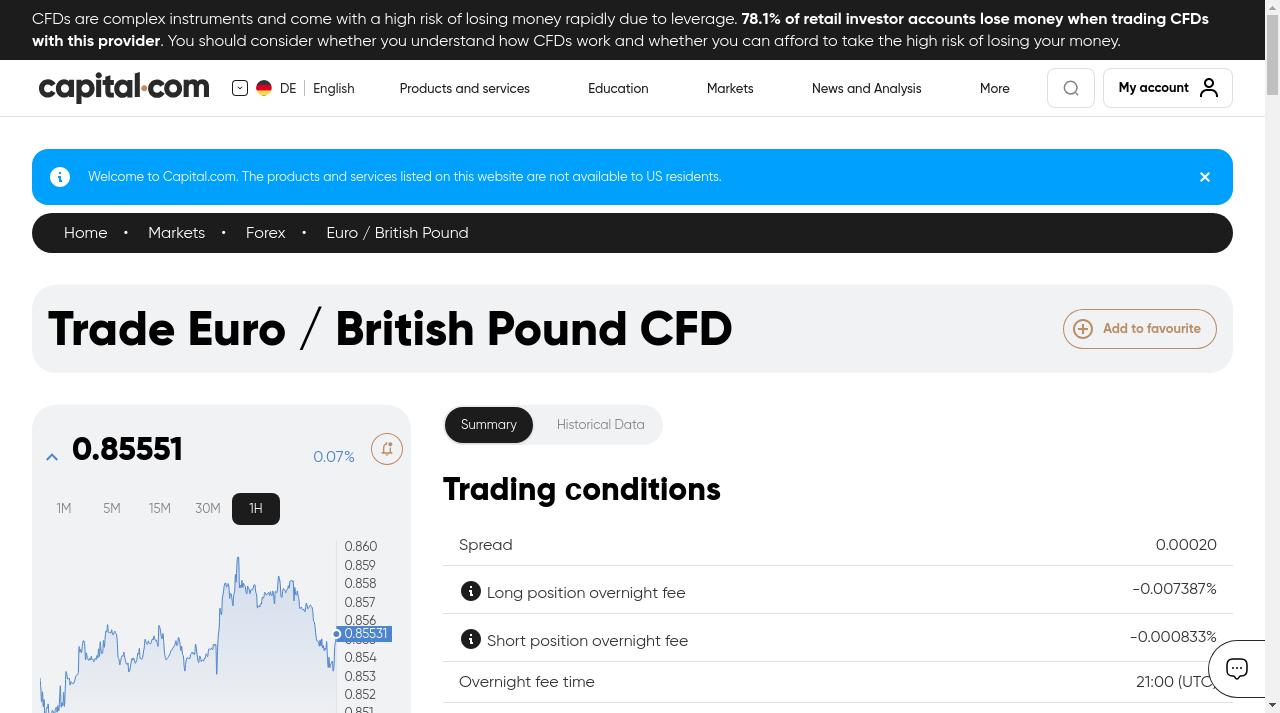 CFDs are complex instruments and come with a high risk of losing money rapidly due to leverage. 78.1% of retail investor accounts lose money when trading CFDs
with this provider. You should consider whether you understand how CFDs work and whether you can afford to take the high risk of losing your money.
capital.com
DE English
Products and services
Education
Markets
News and Analysis
More
My account
Welcome to Capital.com. The products and services listed on this website are not available to US residents.
Home • Markets • Forex • Euro / British Pound
Trade Euro / British Pound CFD
Add to favourite
0.85551
0.07%
1M 5M 15M 30M 1H
0.860
0.859
0.858
0.857
0.856
0.85531
0.854
0.853
0.852
0.851
Summary
Historical Data
Trading conditions
Spread 0.00020
Long position overnight fee -0.007387%
Short position overnight fee -0.000833%
Overnight fee time 21:00 (UTC)